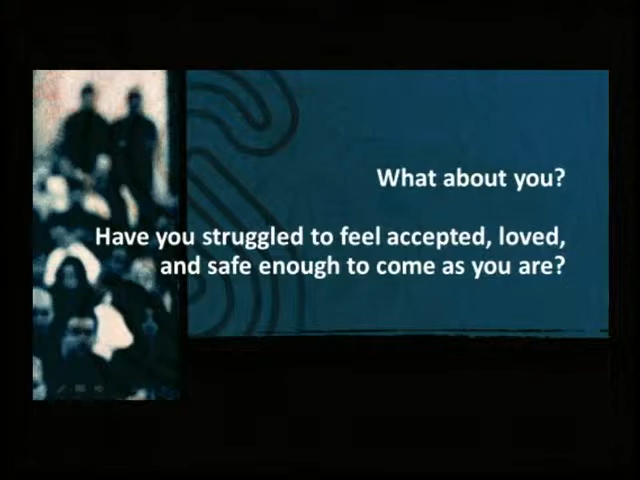 What about you?
Have you struggled to feel accepted, loved,
and safe enough to come as you are?